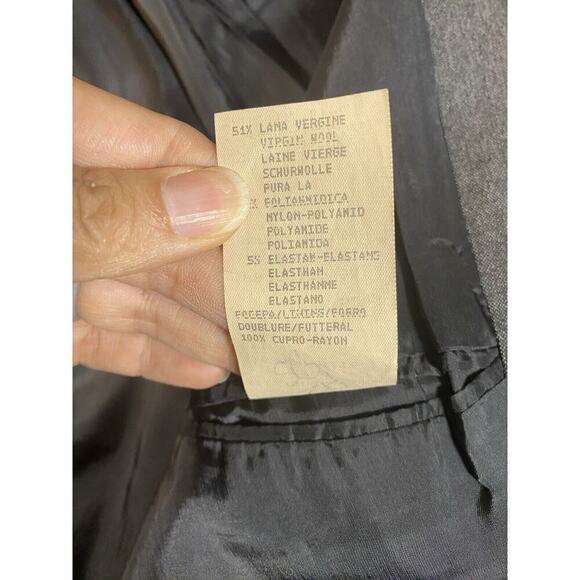 51% LANA VERGINE
VIRGIN WOOL
LAINE VIERGE
SCHURWOLLE
PURA LA
% POLIAMMIDICA
NYLON-POLYAMID
POLYAMIDE
POLIAMIDA
5% ELASTAN-ELASTANS
ELASTHAN
ELASTHANNE
ELASTANO
FODERA/LINING/FORRO
DOUBLURE/FUTTERAL
100% CUPRO-RAYON